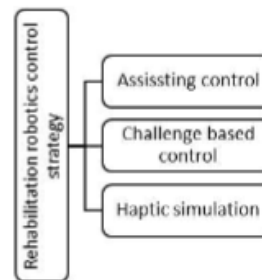 Rehabilitation robotics control
strategy
Assissting control
Challenge based
control
Haptic simulation